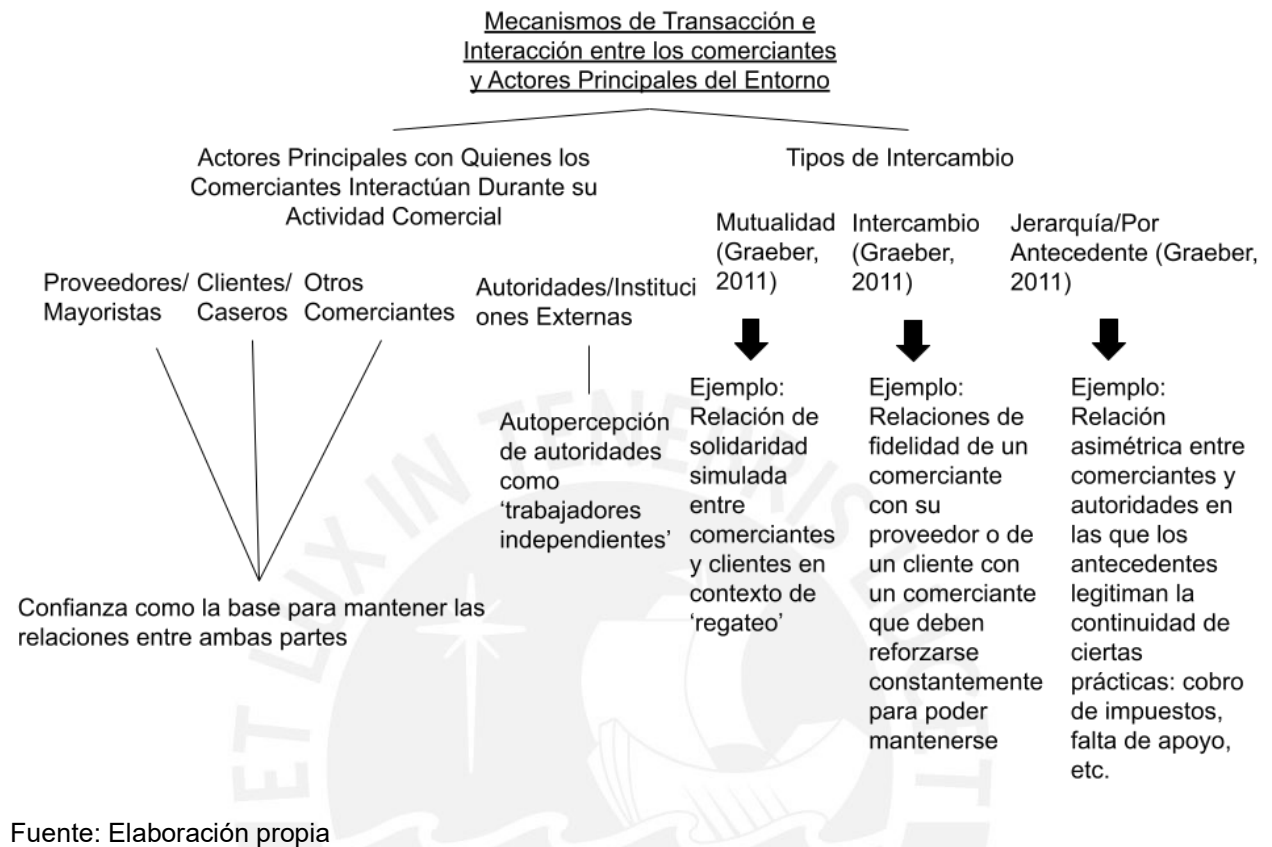 Mecanismos de Transacción e
Interacción entre los comerciantes
y Actores Principales del Entorno
Actores Principales con Quienes los
Comerciantes Interactúan Durante su
Actividad Comercial
Proveedores/
Mayoristas
Clientes/
Caseros
Otros
Comerciantes
Autoridades/Instituci
ones Externas
Confianza como la base para mantener las
relaciones entre ambas partes
Autopercepción
de autoridades
como
‘trabajadores
independientes’
Tipos de Intercambio
Mutualidad
(Graeber,
2011)
Intercambio
(Graeber,
2011)
Jerarquía/Por
Antecedente (Graeber,
2011)
Ejemplo:
Relación de
solidaridad
simulada
entre
comerciantes
y clientes en
contexto de
‘regateo’
Ejemplo:
Relaciones de
fidelidad de un
comerciante
con su
proveedor o de
un cliente con
un comerciante
que deben
reforzarse
constantemente
para poder
mantenerse
Ejemplo:
Relación
asimétrica entre
comerciantes y
autoridades en
las que los
antecedentes
legitiman la
continuidad de
ciertas
prácticas: cobro
de impuestos,
falta de apoyo,
etc.
Fuente: Elaboración propia
ET LUX IN TENEBRIS LUCET